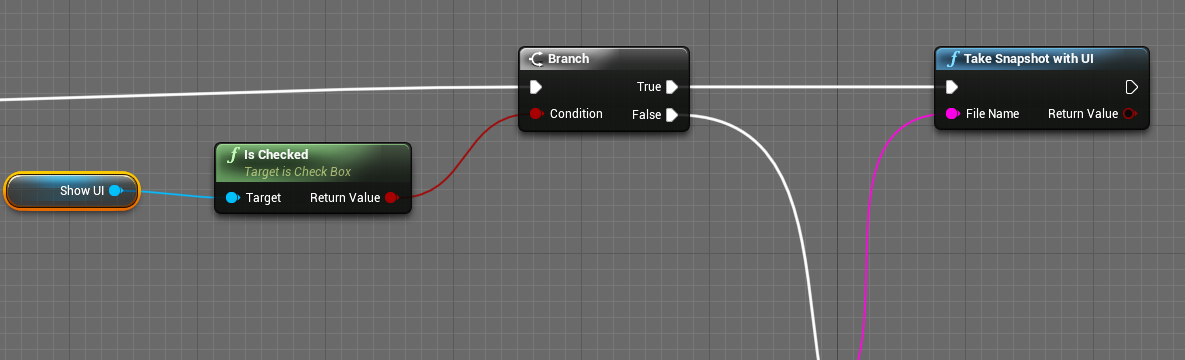 Branch
True
Condition
False
Take Snapshot with UI
File Name
Return Value
Is Checked
Target is Check Box
Target
Return Value
Show UI